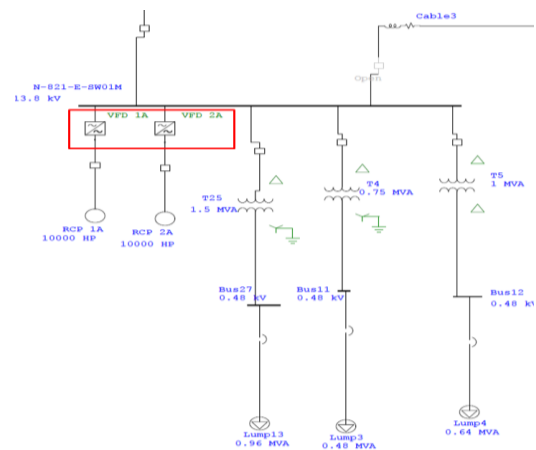 Cable3
Open
N-821-E-SW01M
13.8 kV
VFD 1A
VFD 2A
T25
1.5 MVA
T4
0.75 MVA
T5
1 MVA
RCP 1A
10000 HP
RCP 2A
10000 HP
Bus27
0.48 kV
Bus11
0.48 kV
Bus12
0.48 kV
Lump13
0.96 MVA
Lump3
0.48 MVA
Lump4
0.64 MVA